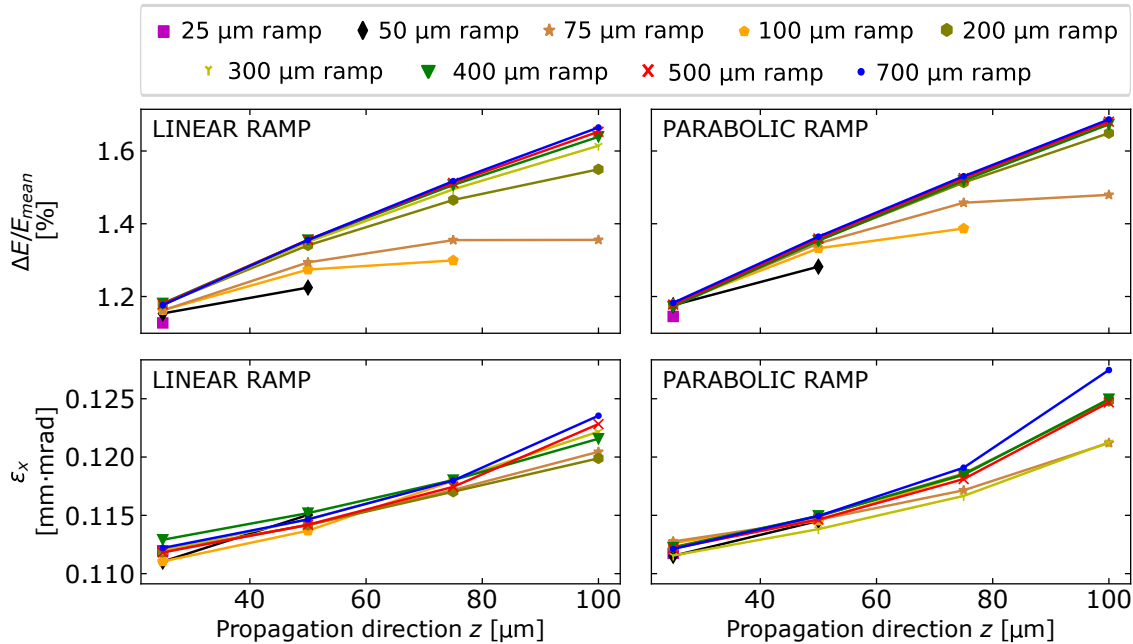 25 μm ramp 50 μm ramp 75 μm ramp 100 μm ramp 200 μm ramp
300 μm ramp 400 μm ramp 500 μm ramp 700 μm ramp
LINEAR RAMP PARABOLIC RAMP
1.6
1.4
1.2
ΔE/E_mean
[%]
LINEAR RAMP PARABOLIC RAMP
0.125
0.120
0.115
0.110
ε_x
[mm·mrad]
40 60 80 100 40 60 80 100
Propagation direction z [μm] Propagation direction z [μm]